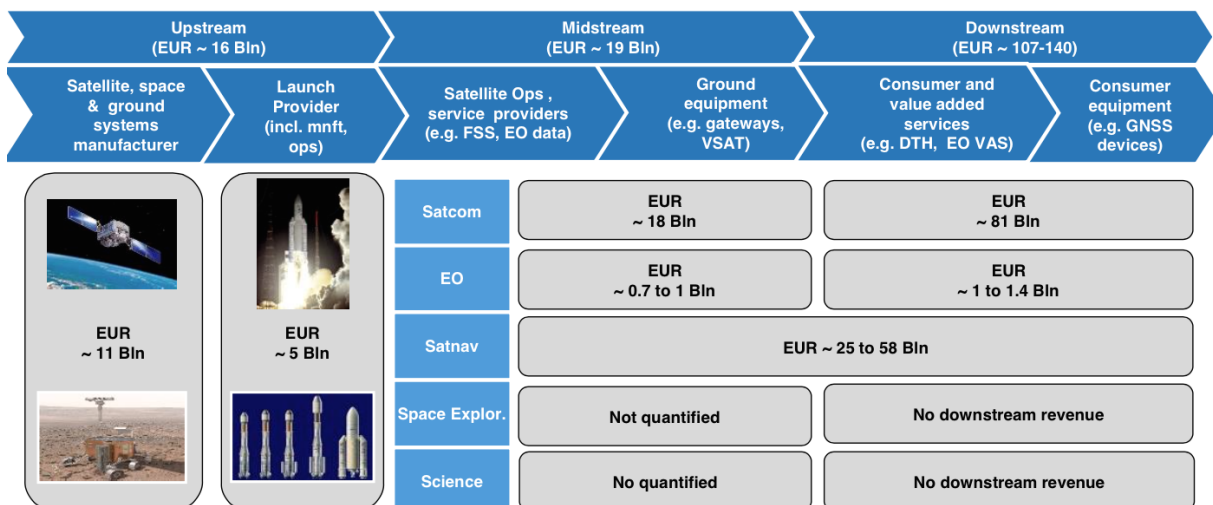 Upstream
(EUR ~ 16 Bln)
Midstream
(EUR ~ 19 Bln)
Downstream
(EUR ~ 107-140)
Satellite, space
& ground
systems
manufacturer
Launch
Provider
(incl. mnft,
ops)
Satellite Ops ,
service providers
(e.g. FSS, EO data)
Ground
equipment
(e.g. gateways,
VSAT)
Consumer and
value added
services
(e.g. DTH, EO VAS)
Consumer
equipment
(e.g. GNSS
devices)
EUR
~ 11 Bln
EUR
~ 5 Bln
Satcom
EUR
~ 18 Bln
EUR
~ 81 Bln
EO
EUR
~ 0.7 to 1 Bln
EUR
~ 1 to 1.4 Bln
Satnav
EUR ~ 25 to 58 Bln
Space Explor.
Not quantified
No downstream revenue
Science
No quantified
No downstream revenue